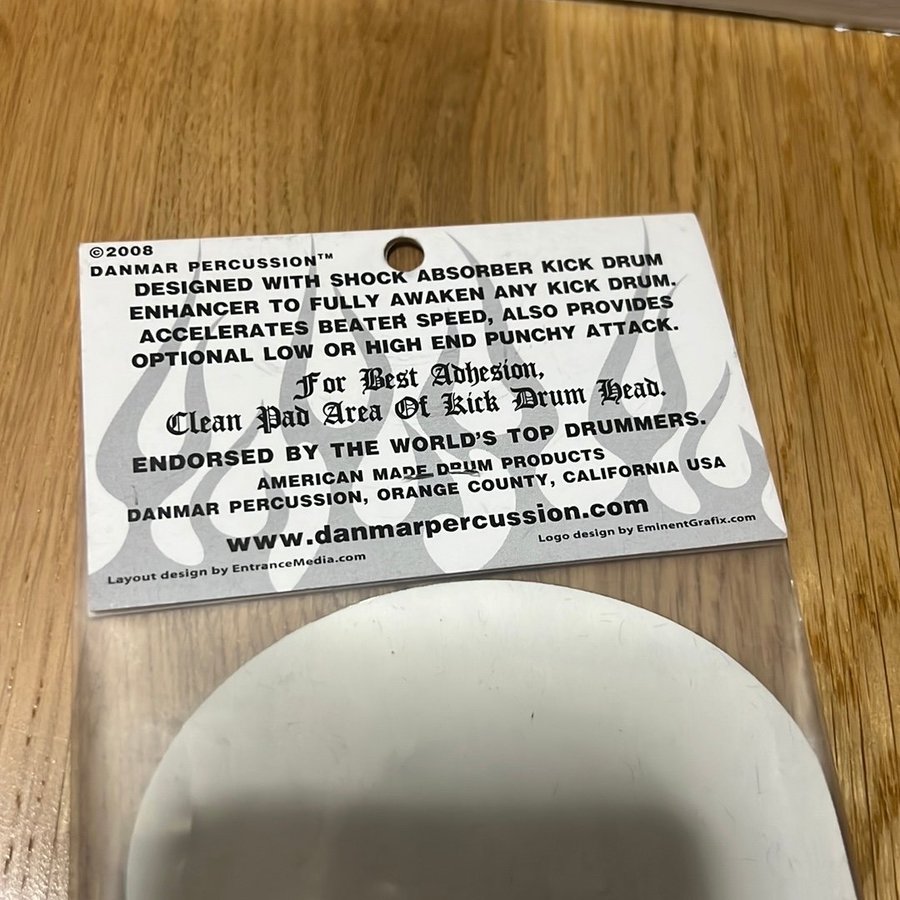 ©2008
DANMAR PERCUSSION™
DESIGNED WITH SHOCK ABSORBER KICK DRUM
ENHANCER TO FULLY AWAKEN ANY KICK DRUM.
ACCELERATES BEATER SPEED, ALSO PROVIDES
OPTIONAL LOW OR HIGH END PUNCHY ATTACK.
For Best Adhesion,
Clean Pad Area Of Kick Drum Head.
ENDORSED BY THE WORLD'S TOP DRUMMERS.
AMERICAN MADE DRUM PRODUCTS
DANMAR PERCUSSION, ORANGE COUNTY, CALIFORNIA USA
www.danmarpercussion.com
Layout design by EntranceMedia.com
Logo design by EminentGrafix.com